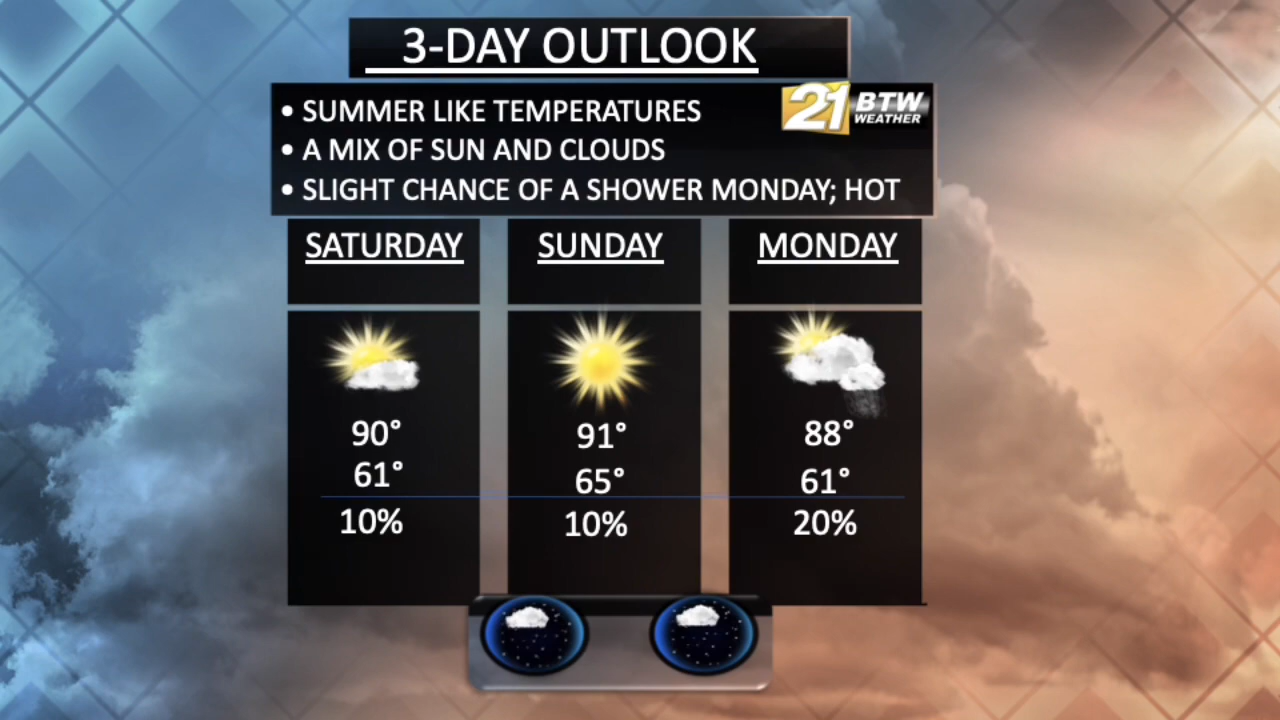 3-DAY OUTLOOK
• SUMMER LIKE TEMPERATURES
• A MIX OF SUN AND CLOUDS
• SLIGHT CHANCE OF A SHOWER MONDAY; HOT
21 BTW
WEATHER
SATURDAY SUNDAY MONDAY
90° 91° 88°
61° 65° 61°
10% 10% 20%